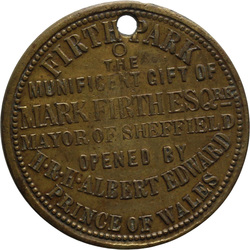 FIRTH PARK
THE
MUNIFICENT GIFT OF
MARK FIRTH ESQRE
MAYOR OF SHEFFIELD
OPENED BY
H.R.H. ALBERT EDWARD
PRINCE OF WALES